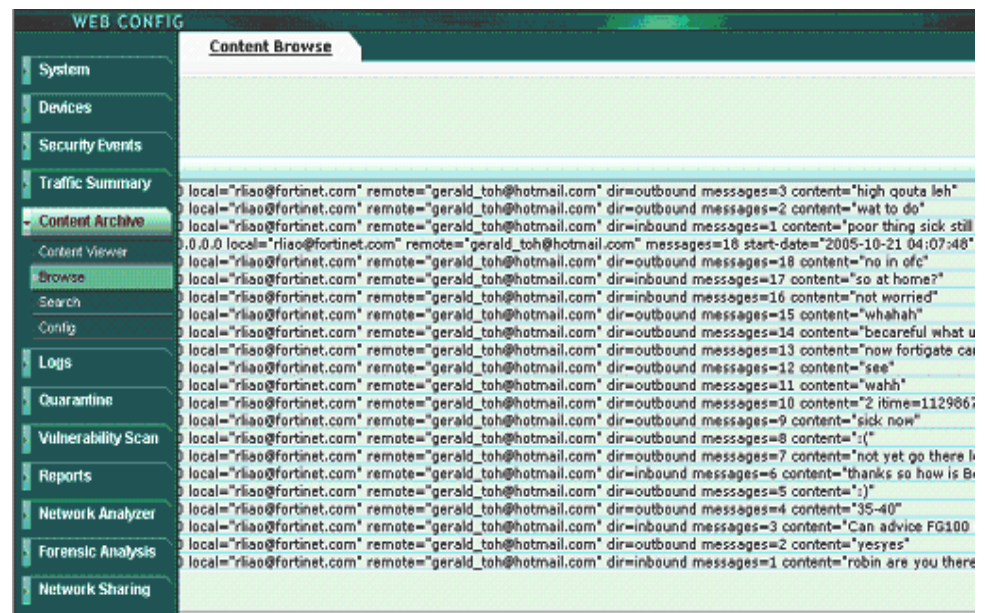 WEB CONFIG
Content Browse
System
Devices
Security Events
Traffic Summary
Content Archive
Content Viewer
Browse
Search
Config
Logs
Quarantine
Vulnerability Scan
Reports
Network Analyzer
Forensic Analysis
Network Sharing
local="rliao@fortinet.com" remote="gerald_toh@hotmail.com" dir=outbound messages=3 content="high qouta leh"
local="rliao@fortinet.com" remote="gerald_toh@hotmail.com" dir=outbound messages=2 content="wat to do"
local="rliao@fortinet.com" remote="gerald_toh@hotmail.com" dir=outbound messages=1 content="poor thing sick still
0.0.0 local="rliao@fortinet.com" remote="gerald_toh@hotmail.com" messages=18 start-date="2005-10-21 04:07:48"
local="rliao@fortinet.com" remote="gerald_toh@hotmail.com" dir=outbound messages=18 content="no in ofc"
local="rliao@fortinet.com" remote="gerald_toh@hotmail.com" dir=inbound messages=17 content="so at home?"
local="rliao@fortinet.com" remote="gerald_toh@hotmail.com" dir=inbound messages=16 content="not worried"
local="rliao@fortinet.com" remote="gerald_toh@hotmail.com" dir=outbound messages=15 content="whahah"
local="rliao@fortinet.com" remote="gerald_toh@hotmail.com" dir=outbound messages=14 content="becareful what u
local="rliao@fortinet.com" remote="gerald_toh@hotmail.com" dir=outbound messages=13 content="now fortigate ca
local="rliao@fortinet.com" remote="gerald_toh@hotmail.com" dir=outbound messages=12 content="see"
local="rliao@fortinet.com" remote="gerald_toh@hotmail.com" dir=outbound messages=11 content="wahh"
local="rliao@fortinet.com" remote="gerald_toh@hotmail.com" dir=outbound messages=10 content="2 itime=1129867
local="rliao@fortinet.com" remote="gerald_toh@hotmail.com" dir=outbound messages=9 content="sick now"
local="rliao@fortinet.com" remote="gerald_toh@hotmail.com" dir=outbound messages=8 content=":("
local="rliao@fortinet.com" remote="gerald_toh@hotmail.com" dir=outbound messages=7 content="not yet go there l
local="rliao@fortinet.com" remote="gerald_toh@hotmail.com" dir=inbound messages=6 content="thanks so how is B
local="rliao@fortinet.com" remote="gerald_toh@hotmail.com" dir=outbound messages=5 content=":)"
local="rliao@fortinet.com" remote="gerald_toh@hotmail.com" dir=outbound messages=4 content="35-40"
local="rliao@fortinet.com" remote="gerald_toh@hotmail.com" dir=inbound messages=3 content="Can advice FG100
local="rliao@fortinet.com" remote="gerald_toh@hotmail.com" dir=outbound messages=2 content="yesyes"
local="rliao@fortinet.com" remote="gerald_toh@hotmail.com" dir=inbound messages=1 content="robin are you there